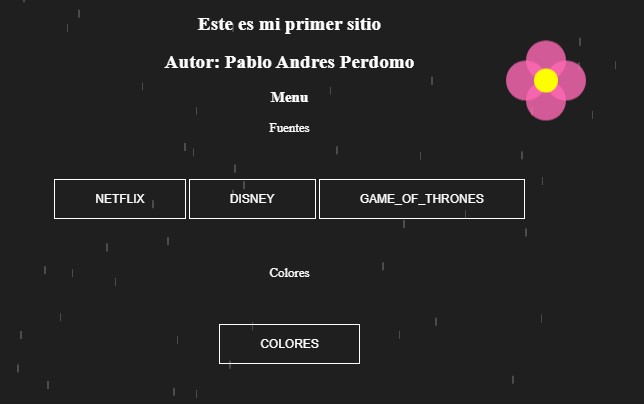 Este es mi primer sitio
Autor: Pablo Andres Perdomo
Menu
Fuentes
NETFLIX DISNEY GAME_OF_THRONES
Colores
COLORES